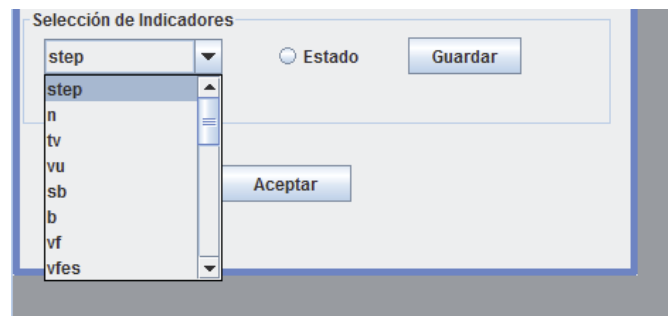 Selección de Indicadores
step Estado Guardar
step
n
tv
vu
sb
b
vf
vfes
Aceptar